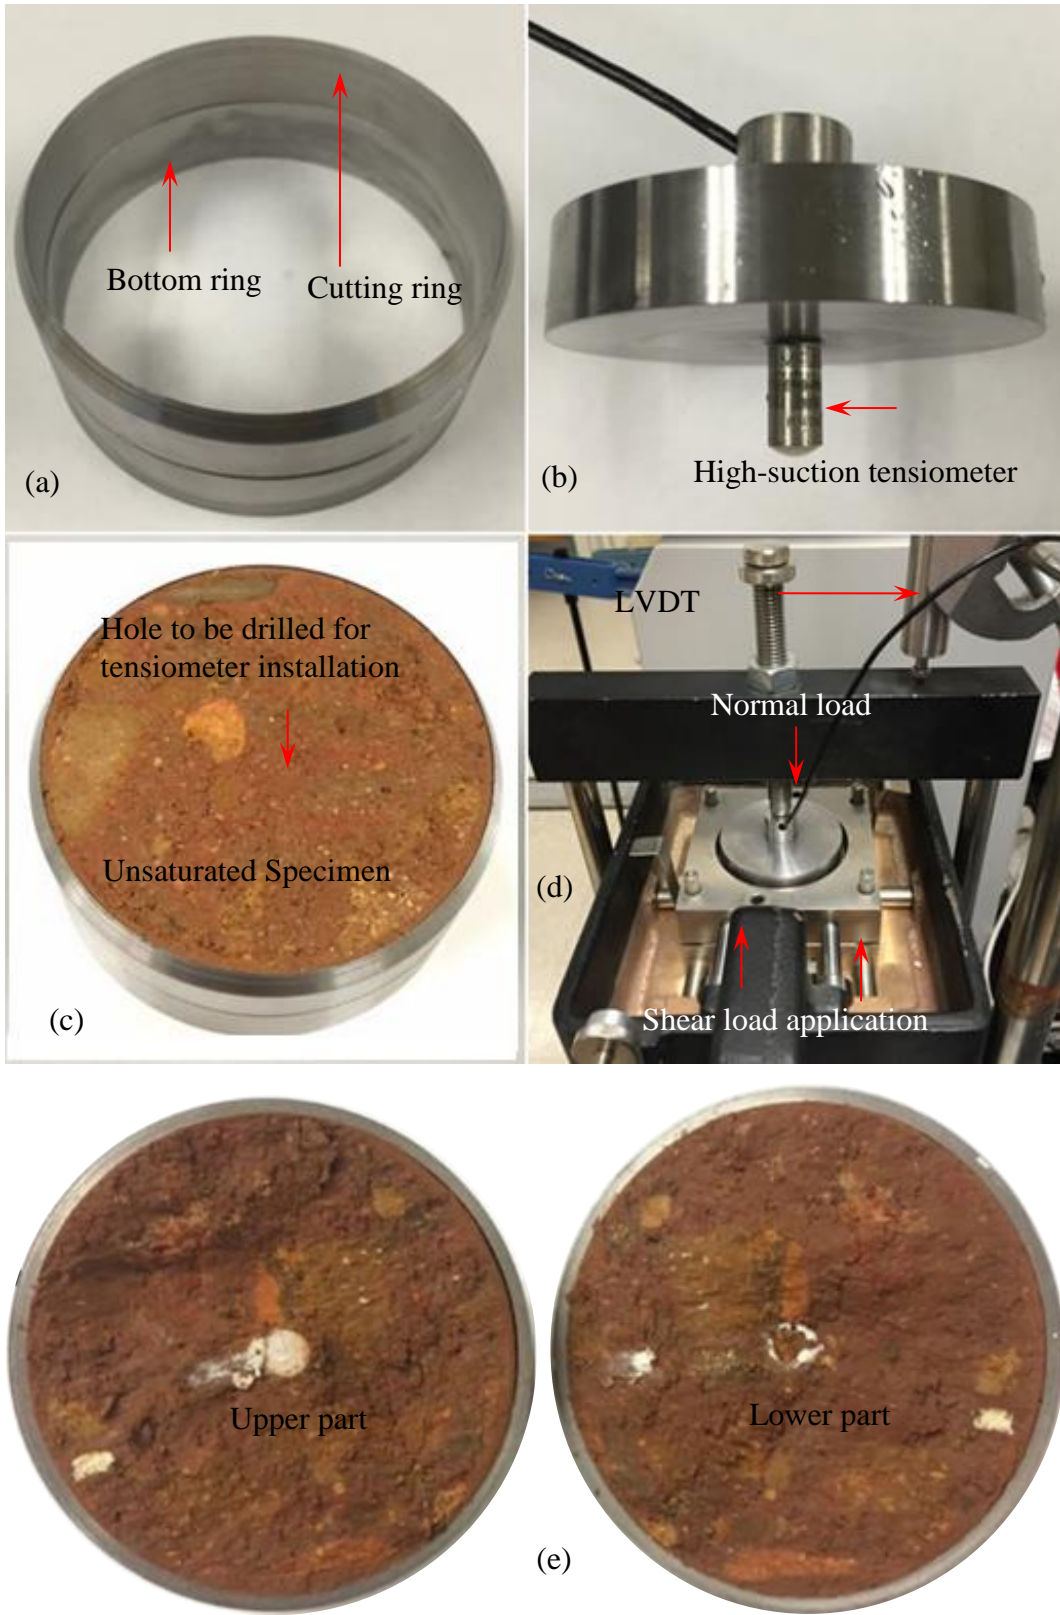 Bottom ring
Cutting ring
(a)
High-suction tensiometer
(b)
Hole to be drilled for
tensiometer installation
Unsaturated Specimen
(c)
LVDT
Normal load
(d)
Shear load application
Upper part
Lower part
(e)